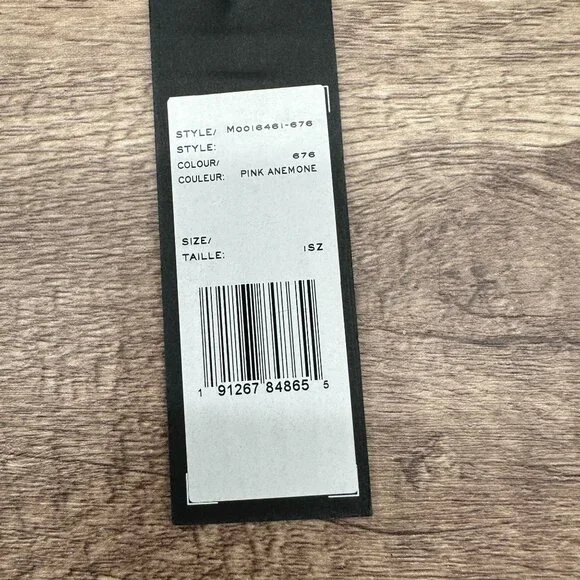 STYLE/ M0016461-676
STYLE:
COLOUR/ 676
COULEUR: PINK ANEMONE
SIZE/
TAILLE: 1SZ
1 91267 84865 5